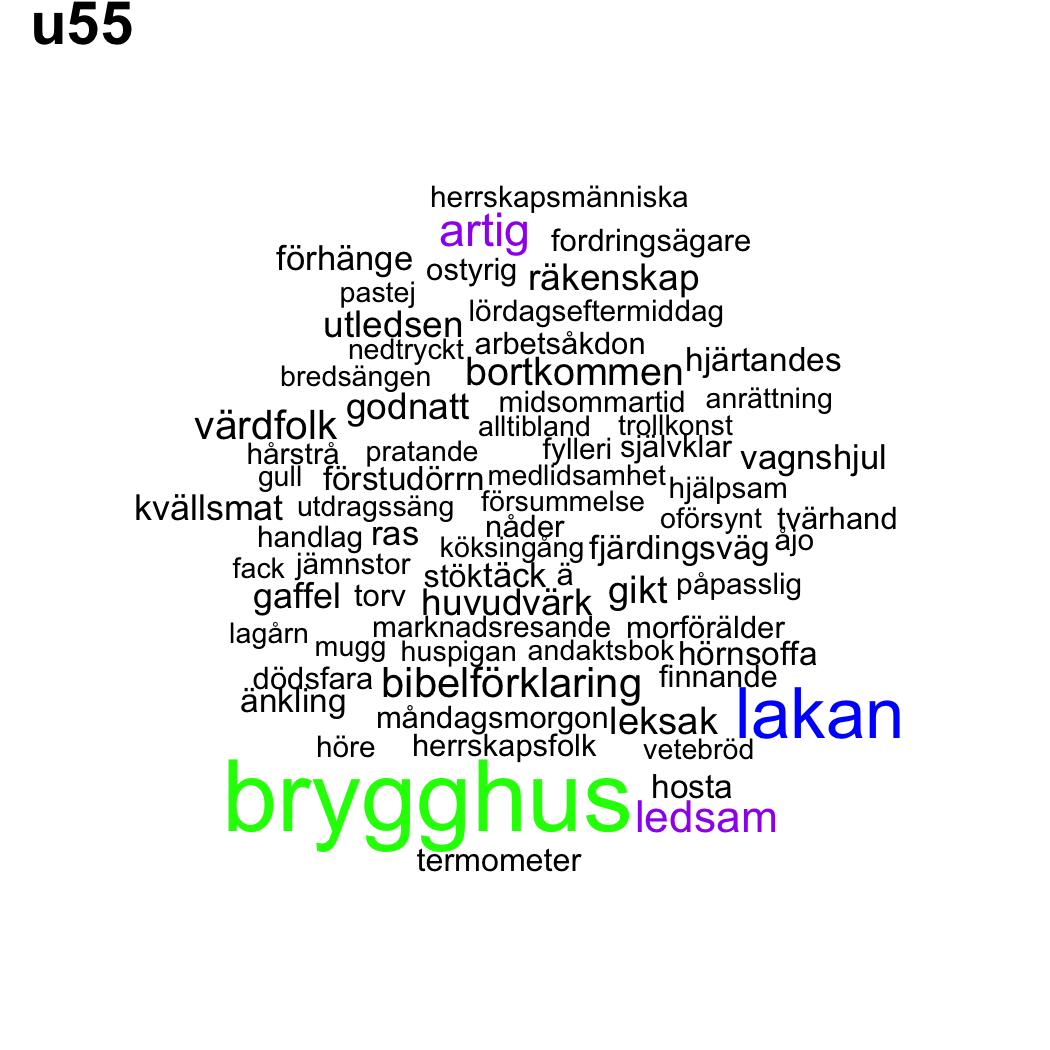 u55
herrskapsmänniska
artig fordringsägare
förhänge ostyrig räkenskap
pastej lördagseftermiddag
utledsen arbetsåkdon
nedtryckt hjärtandes
bredsängen bortkommen
godnatt midsommartid anrättning
värdfolk alltibland trollkonst
hårstrå pratande fylleri självklar vagnshjul
gull förstudörrn medlidsamhet hjälpsam
kvällsmat utdragssäng försummelse
nåder oförsynt tvärhand
handlag ras köksingång fjärdingsväg åjo
fack jämnstor stöktäck ä
gaffel torv huvudvärk gikt påpasslig
lagårn marknadsresande morförälder
mugg huspigan andaktsbok hörnsoffa
dödsfara bibelförklaring finnande
änkling måndagsmorgon leksak lakan
höre herrskapsfolk vetebröd
brygghus hosta
ledsam
termometer